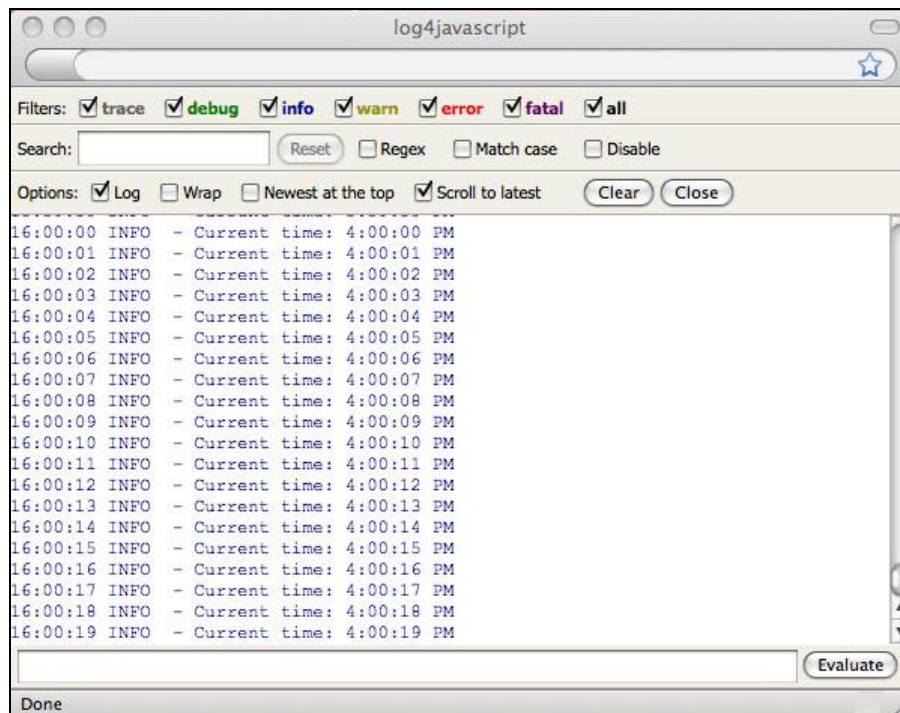 log4javascript
Filters: trace debug info warn error fatal all
Search: Reset Regex Match case Disable
Options: Log Wrap Newest at the top Scroll to latest Clear Close
16:00:00 INFO - Current time: 4:00:00 PM
16:00:01 INFO - Current time: 4:00:01 PM
16:00:02 INFO - Current time: 4:00:02 PM
16:00:03 INFO - Current time: 4:00:03 PM
16:00:04 INFO - Current time: 4:00:04 PM
16:00:05 INFO - Current time: 4:00:05 PM
16:00:06 INFO - Current time: 4:00:06 PM
16:00:07 INFO - Current time: 4:00:07 PM
16:00:08 INFO - Current time: 4:00:08 PM
16:00:09 INFO - Current time: 4:00:09 PM
16:00:10 INFO - Current time: 4:00:10 PM
16:00:11 INFO - Current time: 4:00:11 PM
16:00:12 INFO - Current time: 4:00:12 PM
16:00:13 INFO - Current time: 4:00:13 PM
16:00:14 INFO - Current time: 4:00:14 PM
16:00:15 INFO - Current time: 4:00:15 PM
16:00:16 INFO - Current time: 4:00:16 PM
16:00:17 INFO - Current time: 4:00:17 PM
16:00:18 INFO - Current time: 4:00:18 PM
16:00:19 INFO - Current time: 4:00:19 PM
Evaluate
Done